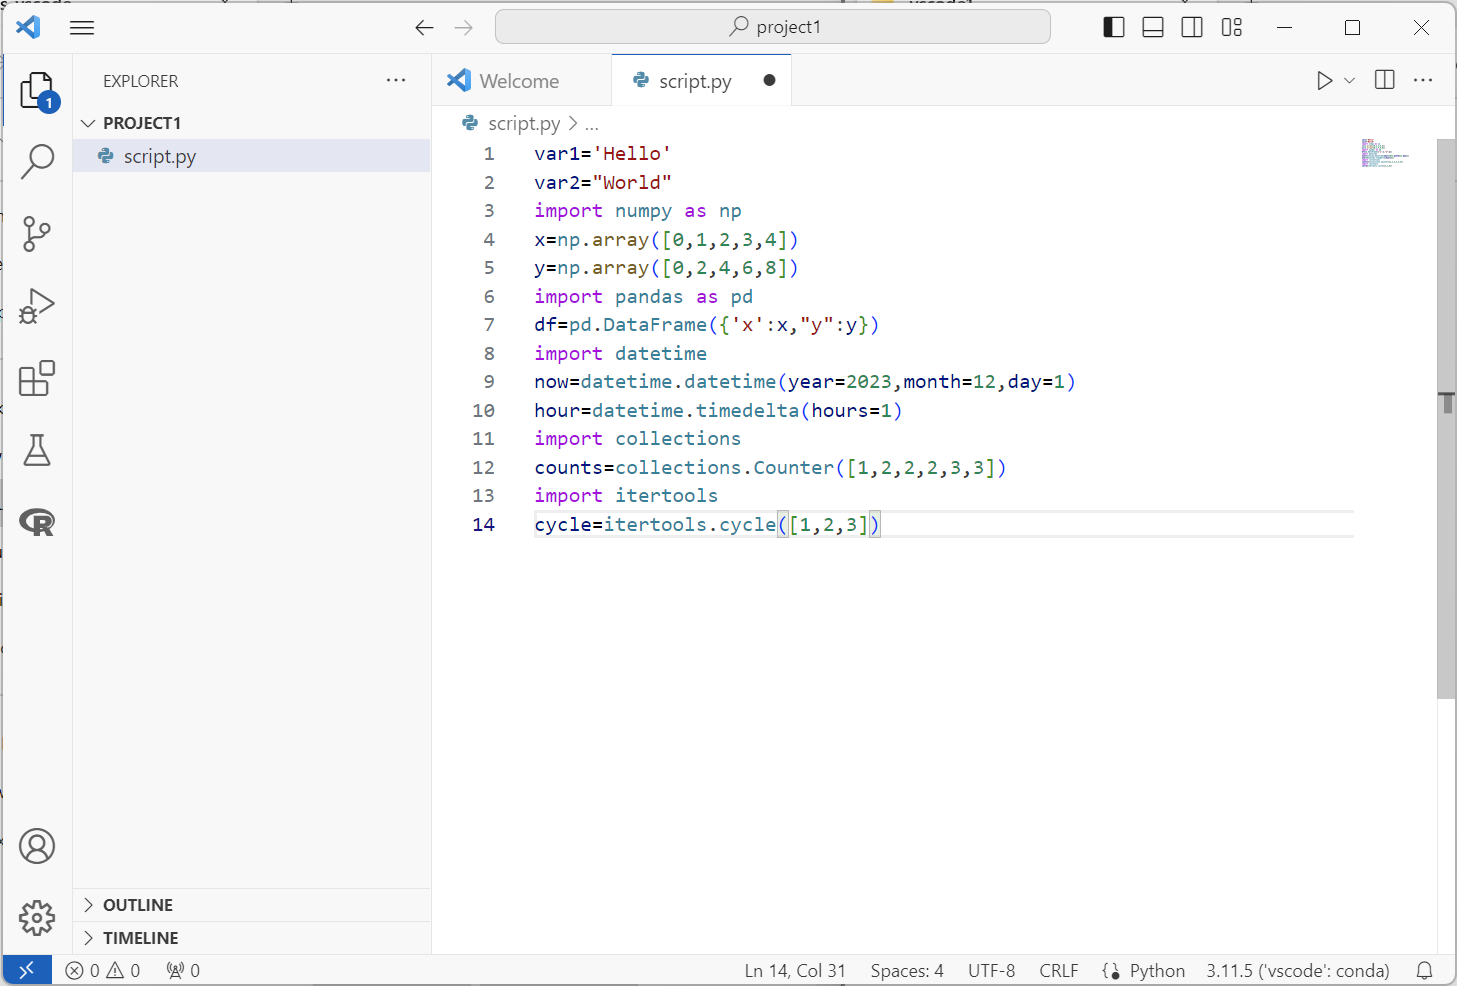 project1
EXPLORER
PROJECT1
script.py
1
Welcome
script.py
script.py > ...
1 var1='Hello'
2 var2="World"
3 import numpy as np
4 x=np.array([0,1,2,3,4])
5 y=np.array([0,2,4,6,8])
6 import pandas as pd
7 df=pd.DataFrame({'x':x,"y":y})
8 import datetime
9 now=datetime.datetime(year=2023,month=12,day=1)
10 hour=datetime.timedelta(hours=1)
11 import collections
12 counts=collections.Counter([1,2,2,2,3,3])
13 import itertools
14 cycle=itertools.cycle([1,2,3])
OUTLINE
TIMELINE
0 0 0 Ln 14, Col 31 Spaces: 4 UTF-8 CRLF Python 3.11.5 ('vscode': conda)